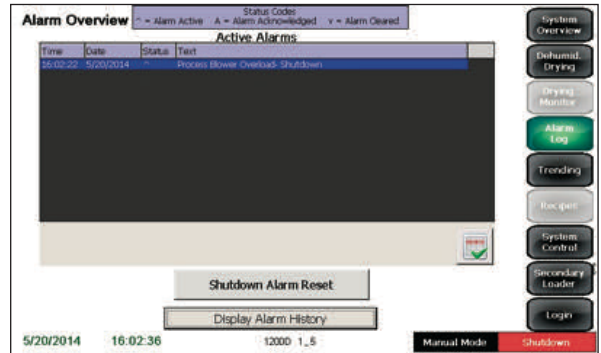 Alarm Overview
Status Codes
^ = Alarm Active A = Alarm Acknowledged v = Alarm Cleared
Active Alarms
Time Date Status Text
16:02:22 5/20/2014 ^ Process Blower Overload- Shutdown
Shutdown Alarm Reset
Display Alarm History
5/20/2014 16:02:36 12000 1_5 Manual Mode Shutdown
System
Overview
Dehumid.
Drying
Drying
Monitor
Alarm
Log
Trending
Recipes
System
Control
Secondary
Loader
Login